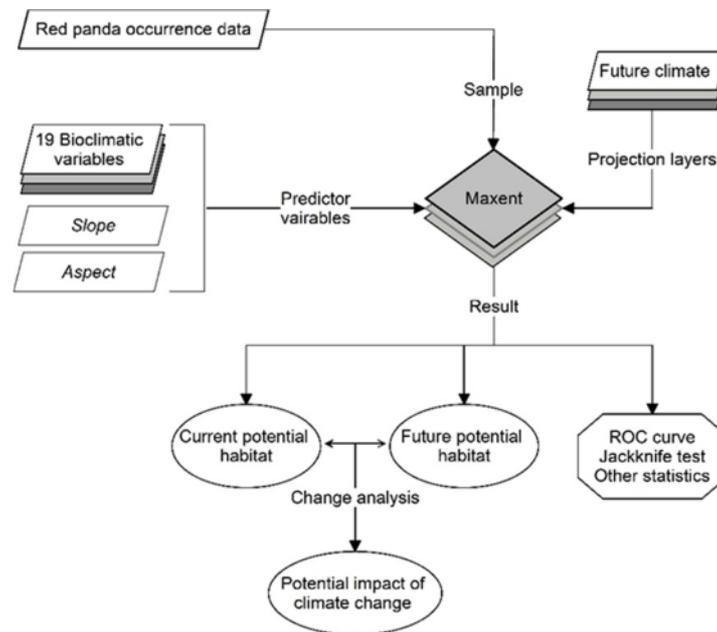 Red panda occurrence data
Future climate
Sample
19 Bioclimatic
variables
Projection layers
Maxent
Predictor
vairables
Slope
Aspect
Result
Current potential
habitat
Future potential
habitat
ROC curve
Jackknife test
Other statistics
Change analysis
Potential impact of
climate change